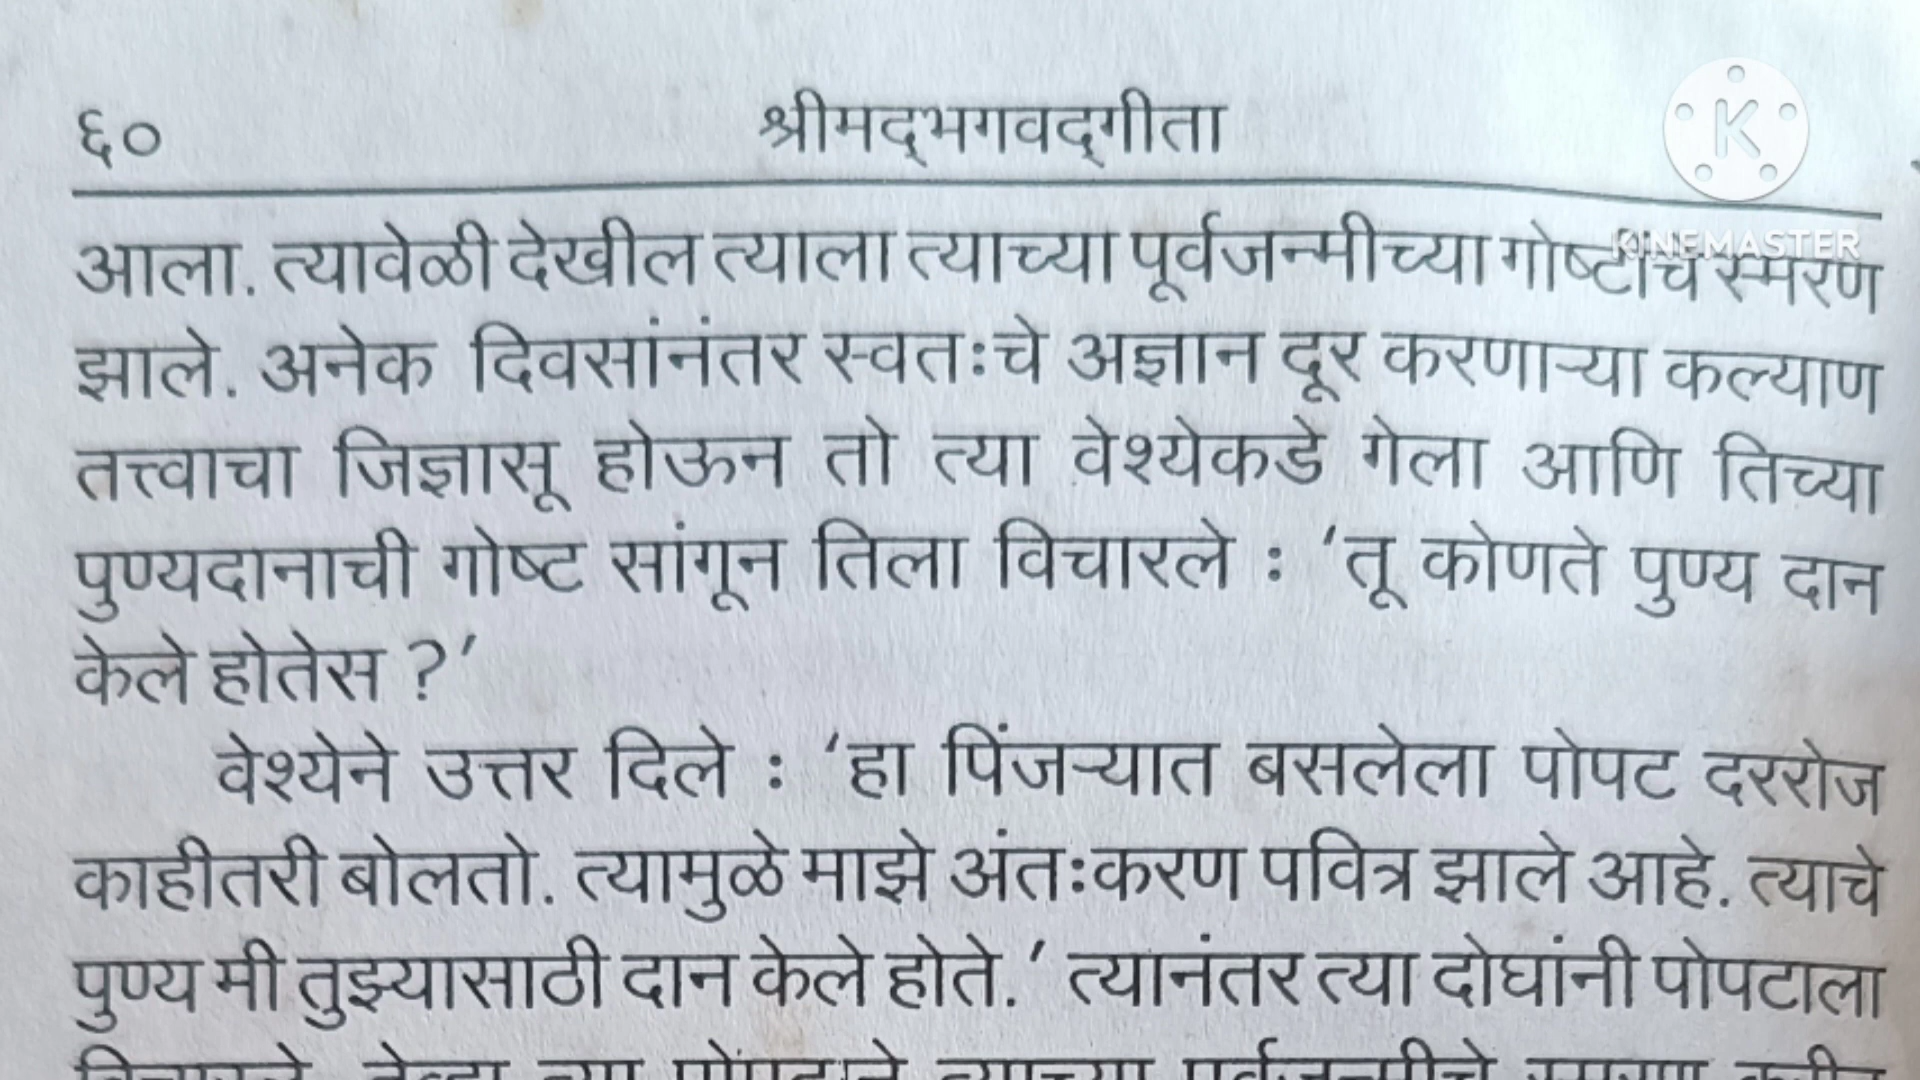 ६०
श्रीमद्‌भगवद्‌गीता
K
KINEMASTER
आला. त्यावेळी देखील त्याला त्याच्या पूर्वजन्मीच्या स्मरण
झाले. अनेक दिवसांनंतर स्वतःचे अज्ञान दूर करणाऱ्या कल्याण
तत्त्वाचा जिज्ञासू होऊन तो त्या वेश्येकडे गेला आणि तिच्या
पुण्यदानाची गोष्ट सांगून तिला विचारले : ‘तू कोणते पुण्य दान
केले होतेस ?’
वेश्येने उत्तर दिले : ‘हा पिंजऱ्यात बसलेला पोपट दररोज
काहीतरी बोलतो. त्यामुळे माझे अंतःकरण पवित्र झाले आहे. त्याचे
पुण्य मी तुझ्यासाठी दान केले होते.’ त्यानंतर त्या दोघांनी पोपटाला